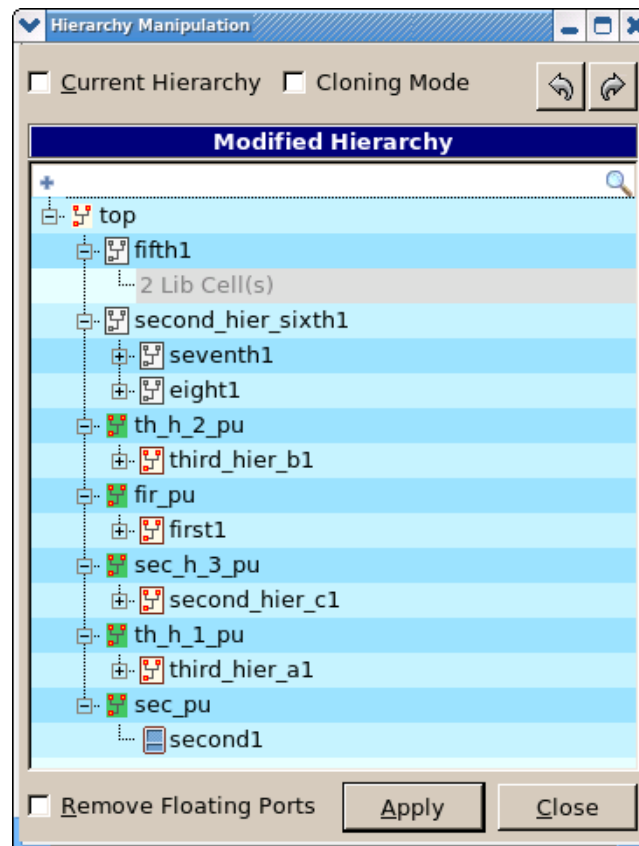 Hierarchy Manipulation
Current Hierarchy Cloning Mode
Modified Hierarchy
top
fifth1
2 Lib Cell(s)
second_hier_sixth1
seventh1
eight1
th_h_2_pu
third_hier_b1
fir_pu
first1
sec_h_3_pu
second_hier_c1
th_h_1_pu
third_hier_a1
sec_pu
second1
Remove Floating Ports Apply Close